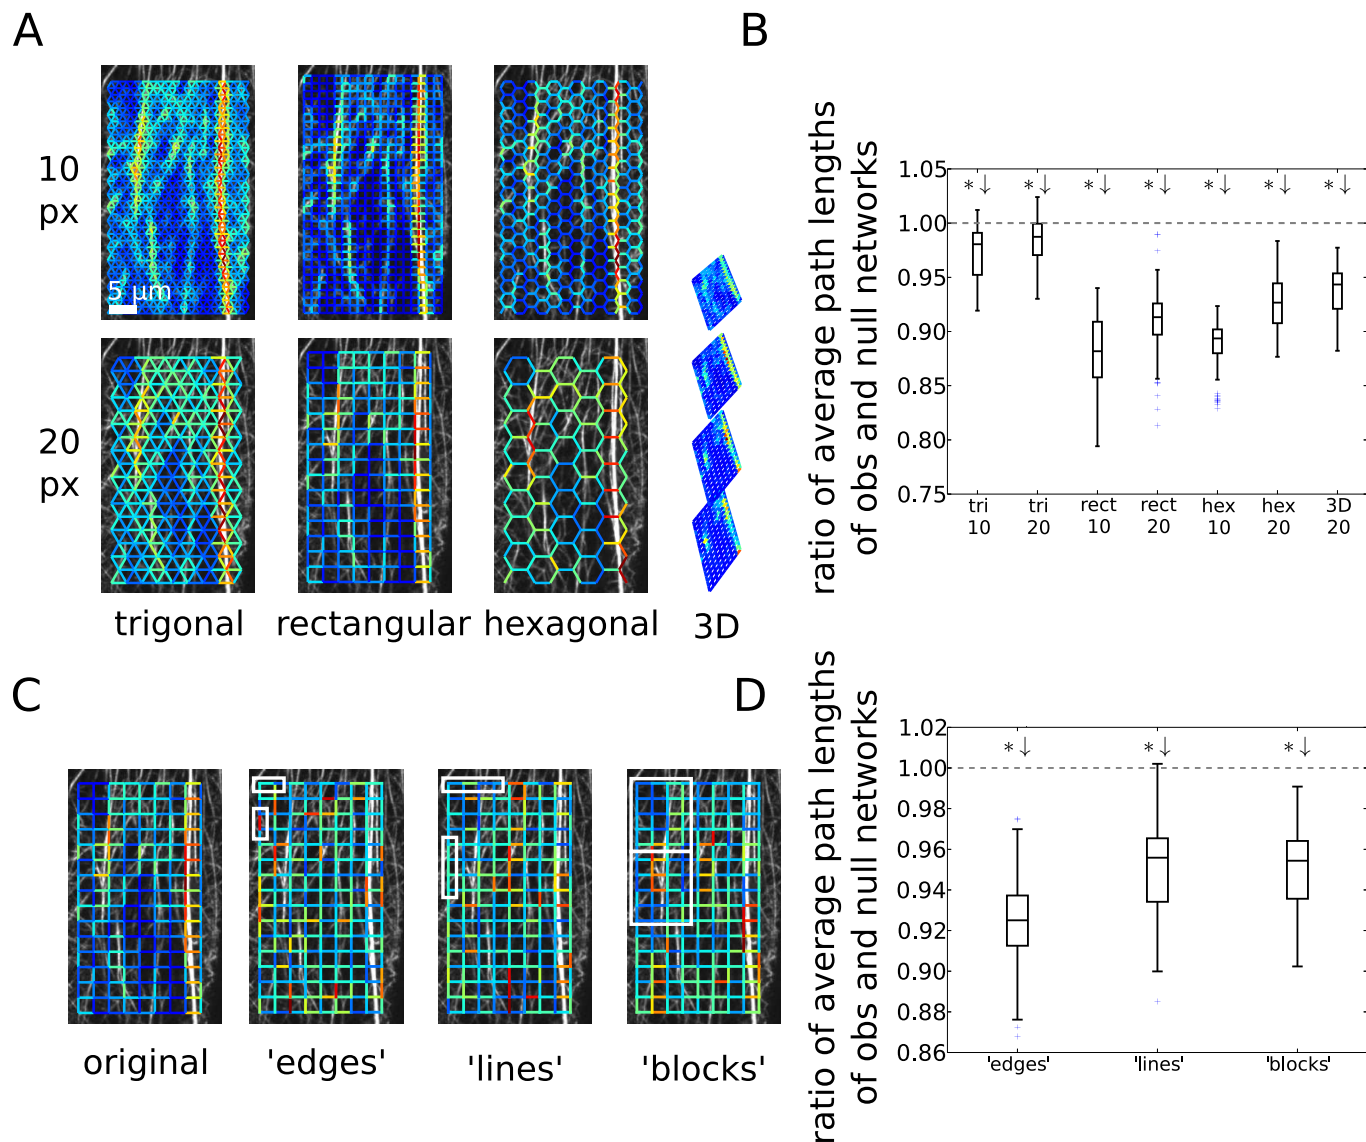 A
10
px
5 µm
20
px
trigonal
rectangular
hexagonal
3D
B
ratio of average path lengths
of obs and null networks
1.05
1.00
0.95
0.90
0.85
0.80
0.75
* ↓ * ↓ * ↓ * ↓ * ↓ * ↓ * ↓
tri tri rect rect hex hex 3D
10 20 10 20 10 20 20
C
original
'edges'
'lines'
'blocks'
D
ratio of average path lengths
of obs and null networks
1.02
1.00
0.98
0.96
0.94
0.92
0.90
0.88
0.86
* ↓ * ↓ * ↓
'edges' 'lines' 'blocks'